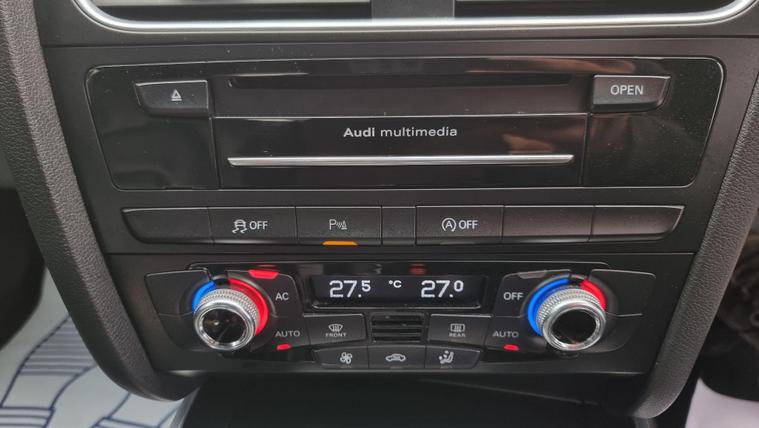 OPEN
Audi multimedia
OFF
P
A OFF
27.5 °C 27.0
AC
OFF
AUTO
FRONT
REAR
AUTO